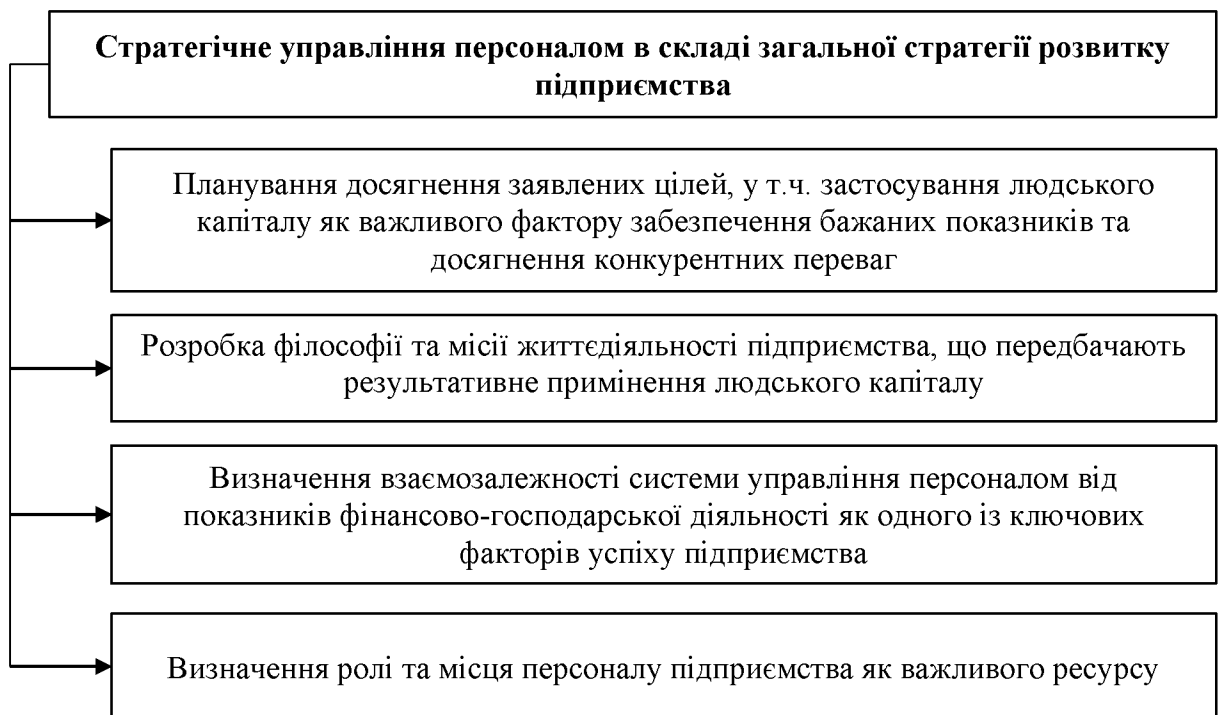 Стратегічне управління персоналом в складі загальної стратегії розвитку
підприємства
Планування досягнення заявлених цілей, у т.ч. застосування людського
капіталу як важливого фактору забезпечення бажаних показників та
досягнення конкурентних переваг
Розробка філософії та місії життєдіяльності підприємства, що передбачають
результативне примінення людського капіталу
Визначення взаємозалежності системи управління персоналом від
показників фінансово-господарської діяльності як одного із ключових
факторів успіху підприємства
Визначення ролі та місця персоналу підприємства як важливого ресурсу